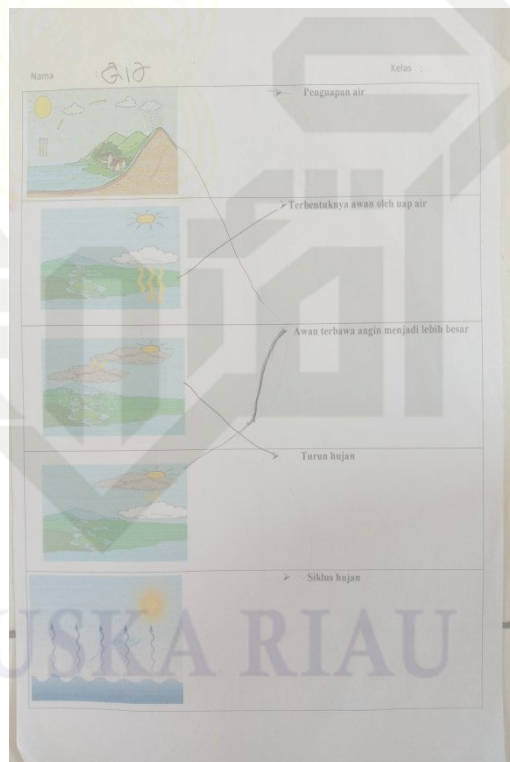 Nama :
Kelas :
Penguapan air
Terbentuknya awan oleh uap air
Awan terbawa angin menjadi lebih besar
Turun hujan
Siklus hujan
USKA RIAU